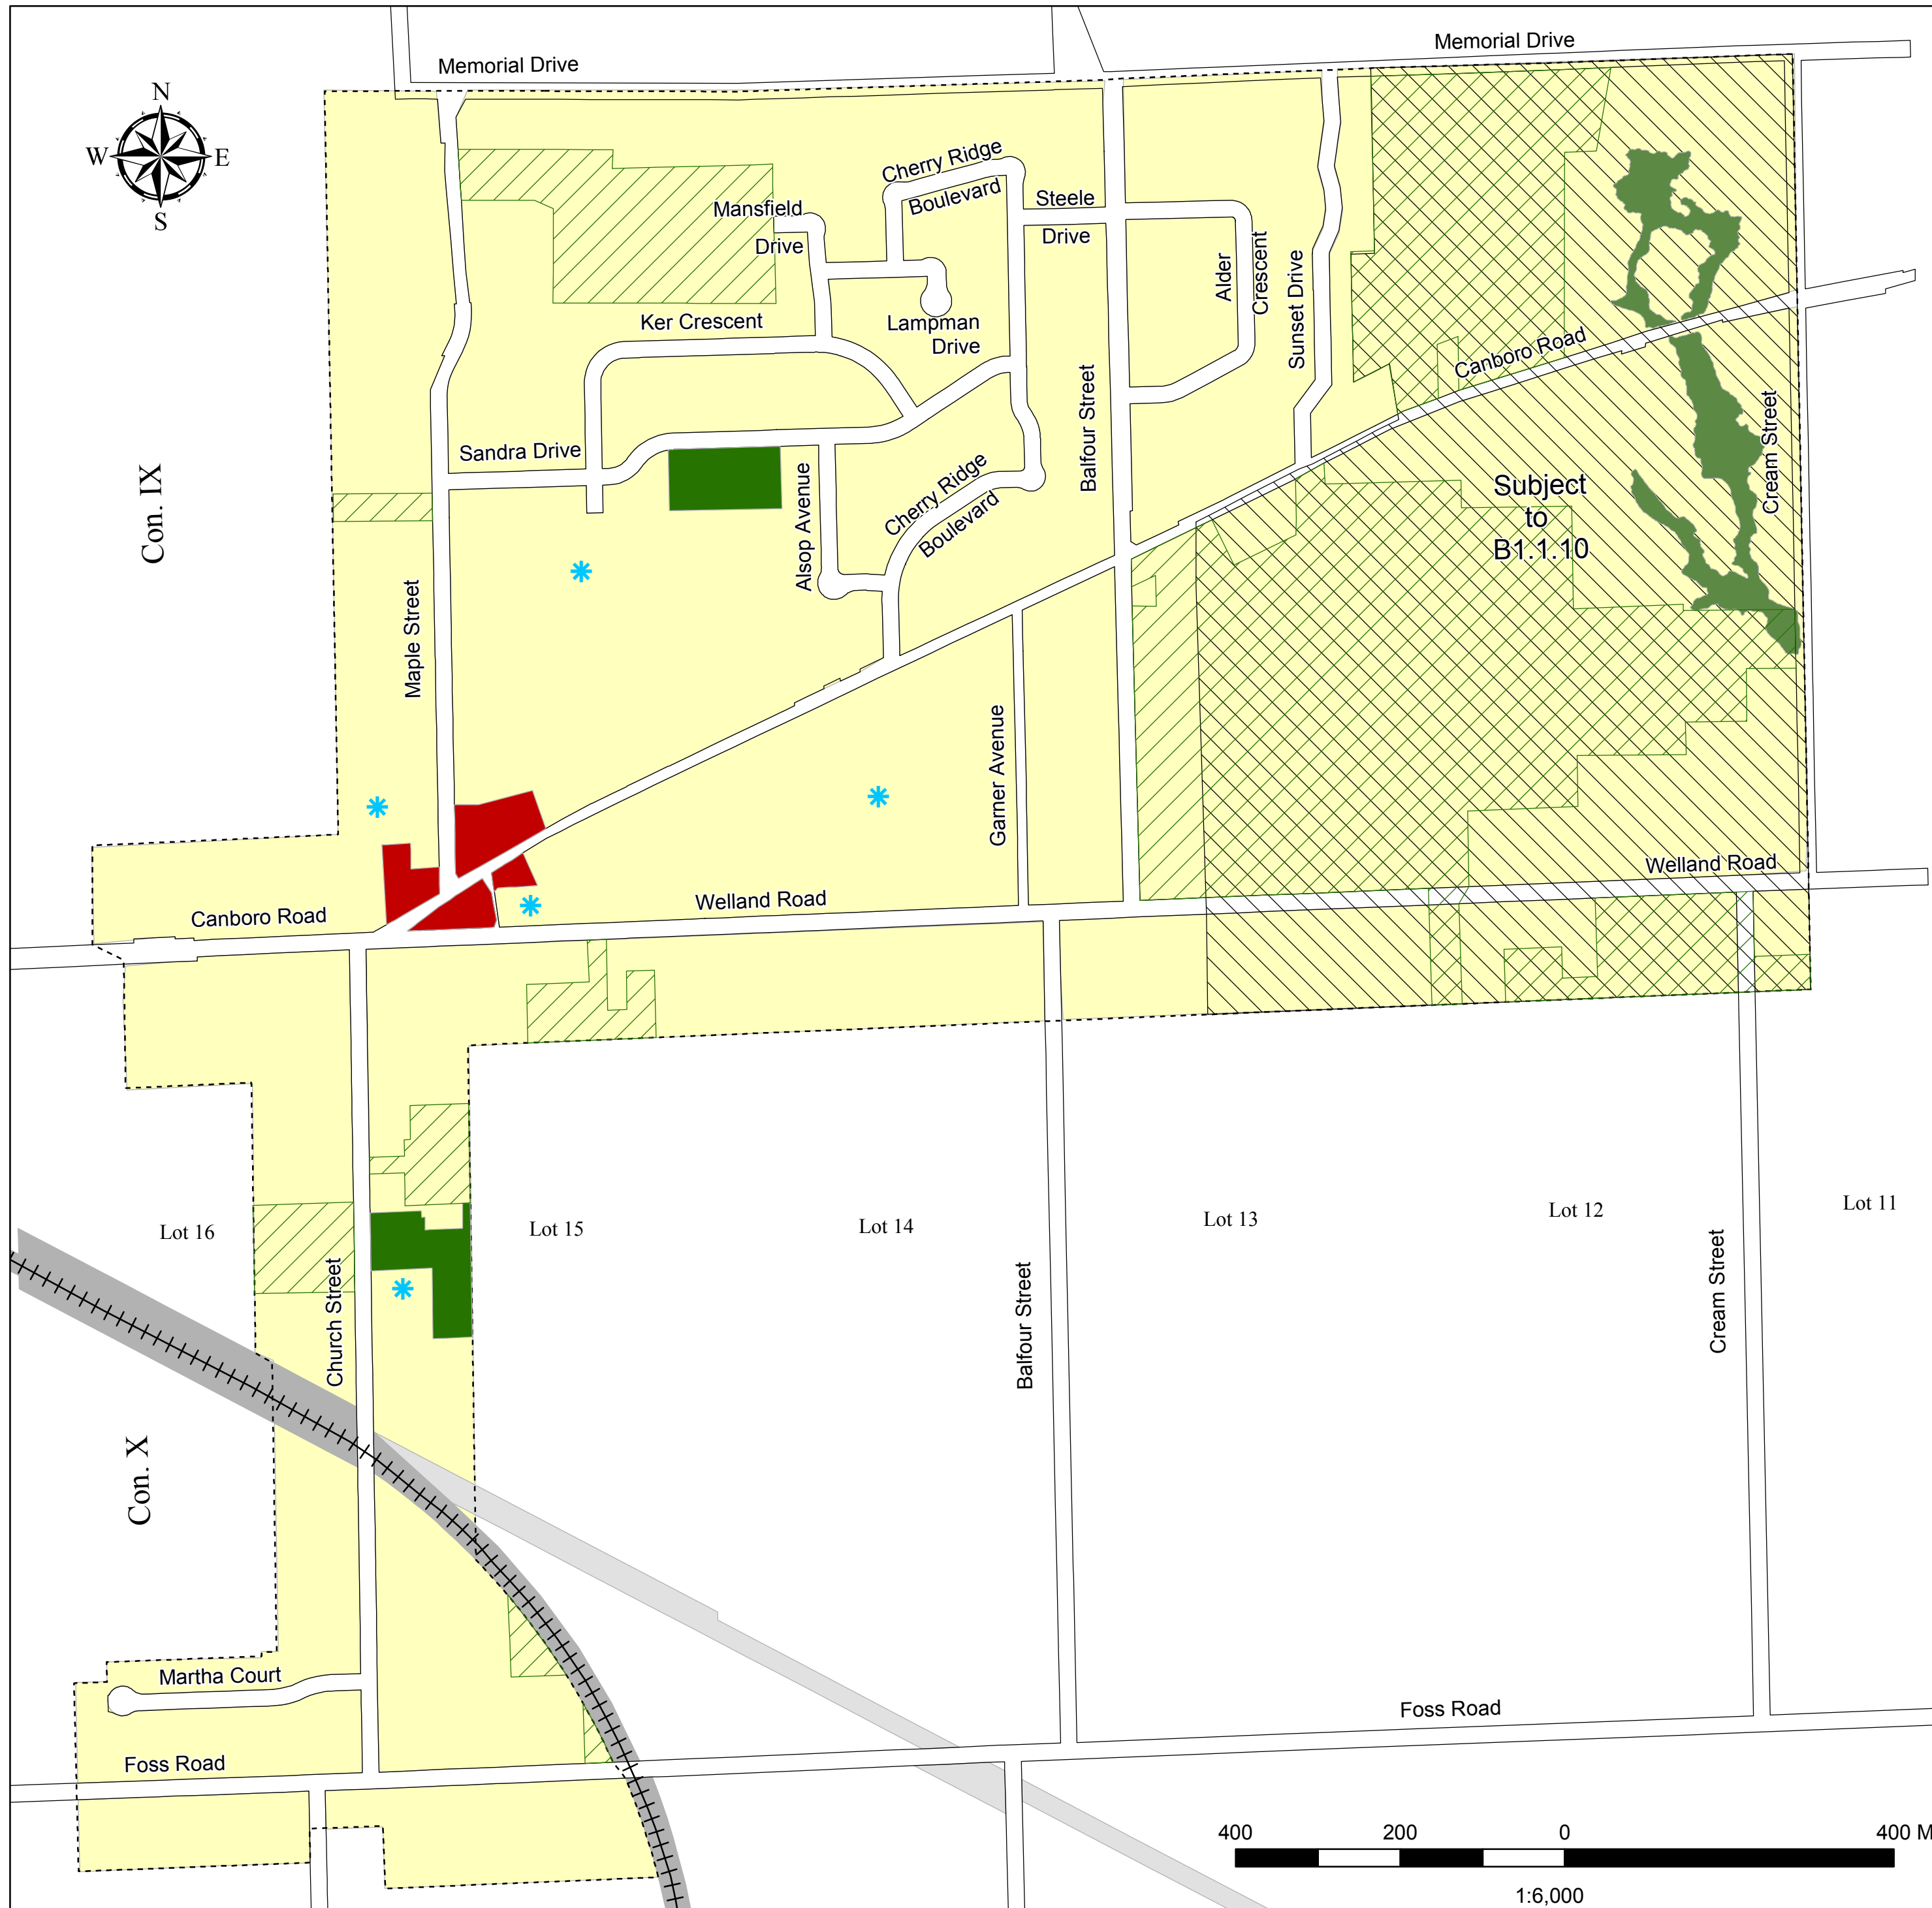 Memorial Drive
Memorial Drive
N
W
E
S
Cherry Ridge
Boulevard
Mansfield
Drive
Steele
Drive
Alder
Crescent
Sunset Drive
Ker Crescent
Lampman
Drive
Canboro Road
Balfour Street
Cream Street
Sandra Drive
Con. IX
Alsop Avenue
Cherry Ridge
Boulevard
Subject
to
B1.1.10
Maple Street
Garner Avenue
Welland Road
Welland Road
Canboro Road
Lot 16
Lot 15
Lot 14
Lot 13
Lot 12
Lot 11
Church Street
Balfour Street
Cream Street
Con. X
Martha Court
Foss Road
Foss Road
400
200
0
400 M
1:6,000